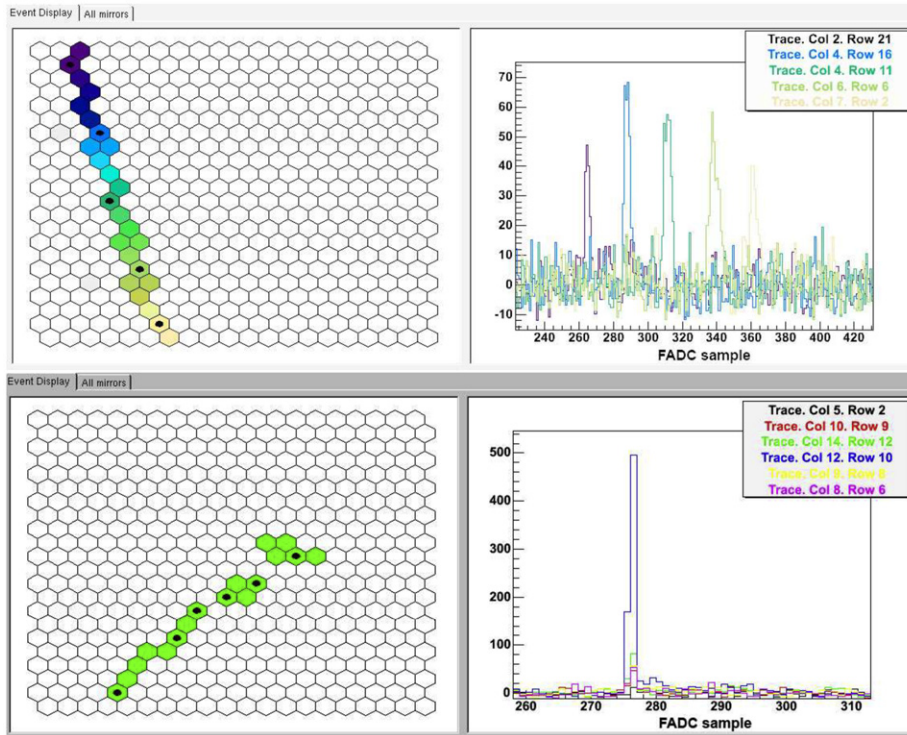 Event Display All mirrors
Trace. Col 2. Row 21
Trace. Col 4. Row 16
Trace. Col 4. Row 11
Trace. Col 6. Row 6
Trace. Col 7. Row 2
70
60
50
40
30
20
10
0
-10
240 260 280 300 320 340 360 380 400 420
FADC sample
Event Display All mirrors
Trace. Col 5. Row 2
Trace. Col 10. Row 9
Trace. Col 14. Row 12
Trace. Col 12. Row 10
Trace. Col 9. Row 8
Trace. Col 8. Row 6
500
400
300
200
100
0
260 270 280 290 300 310
FADC sample